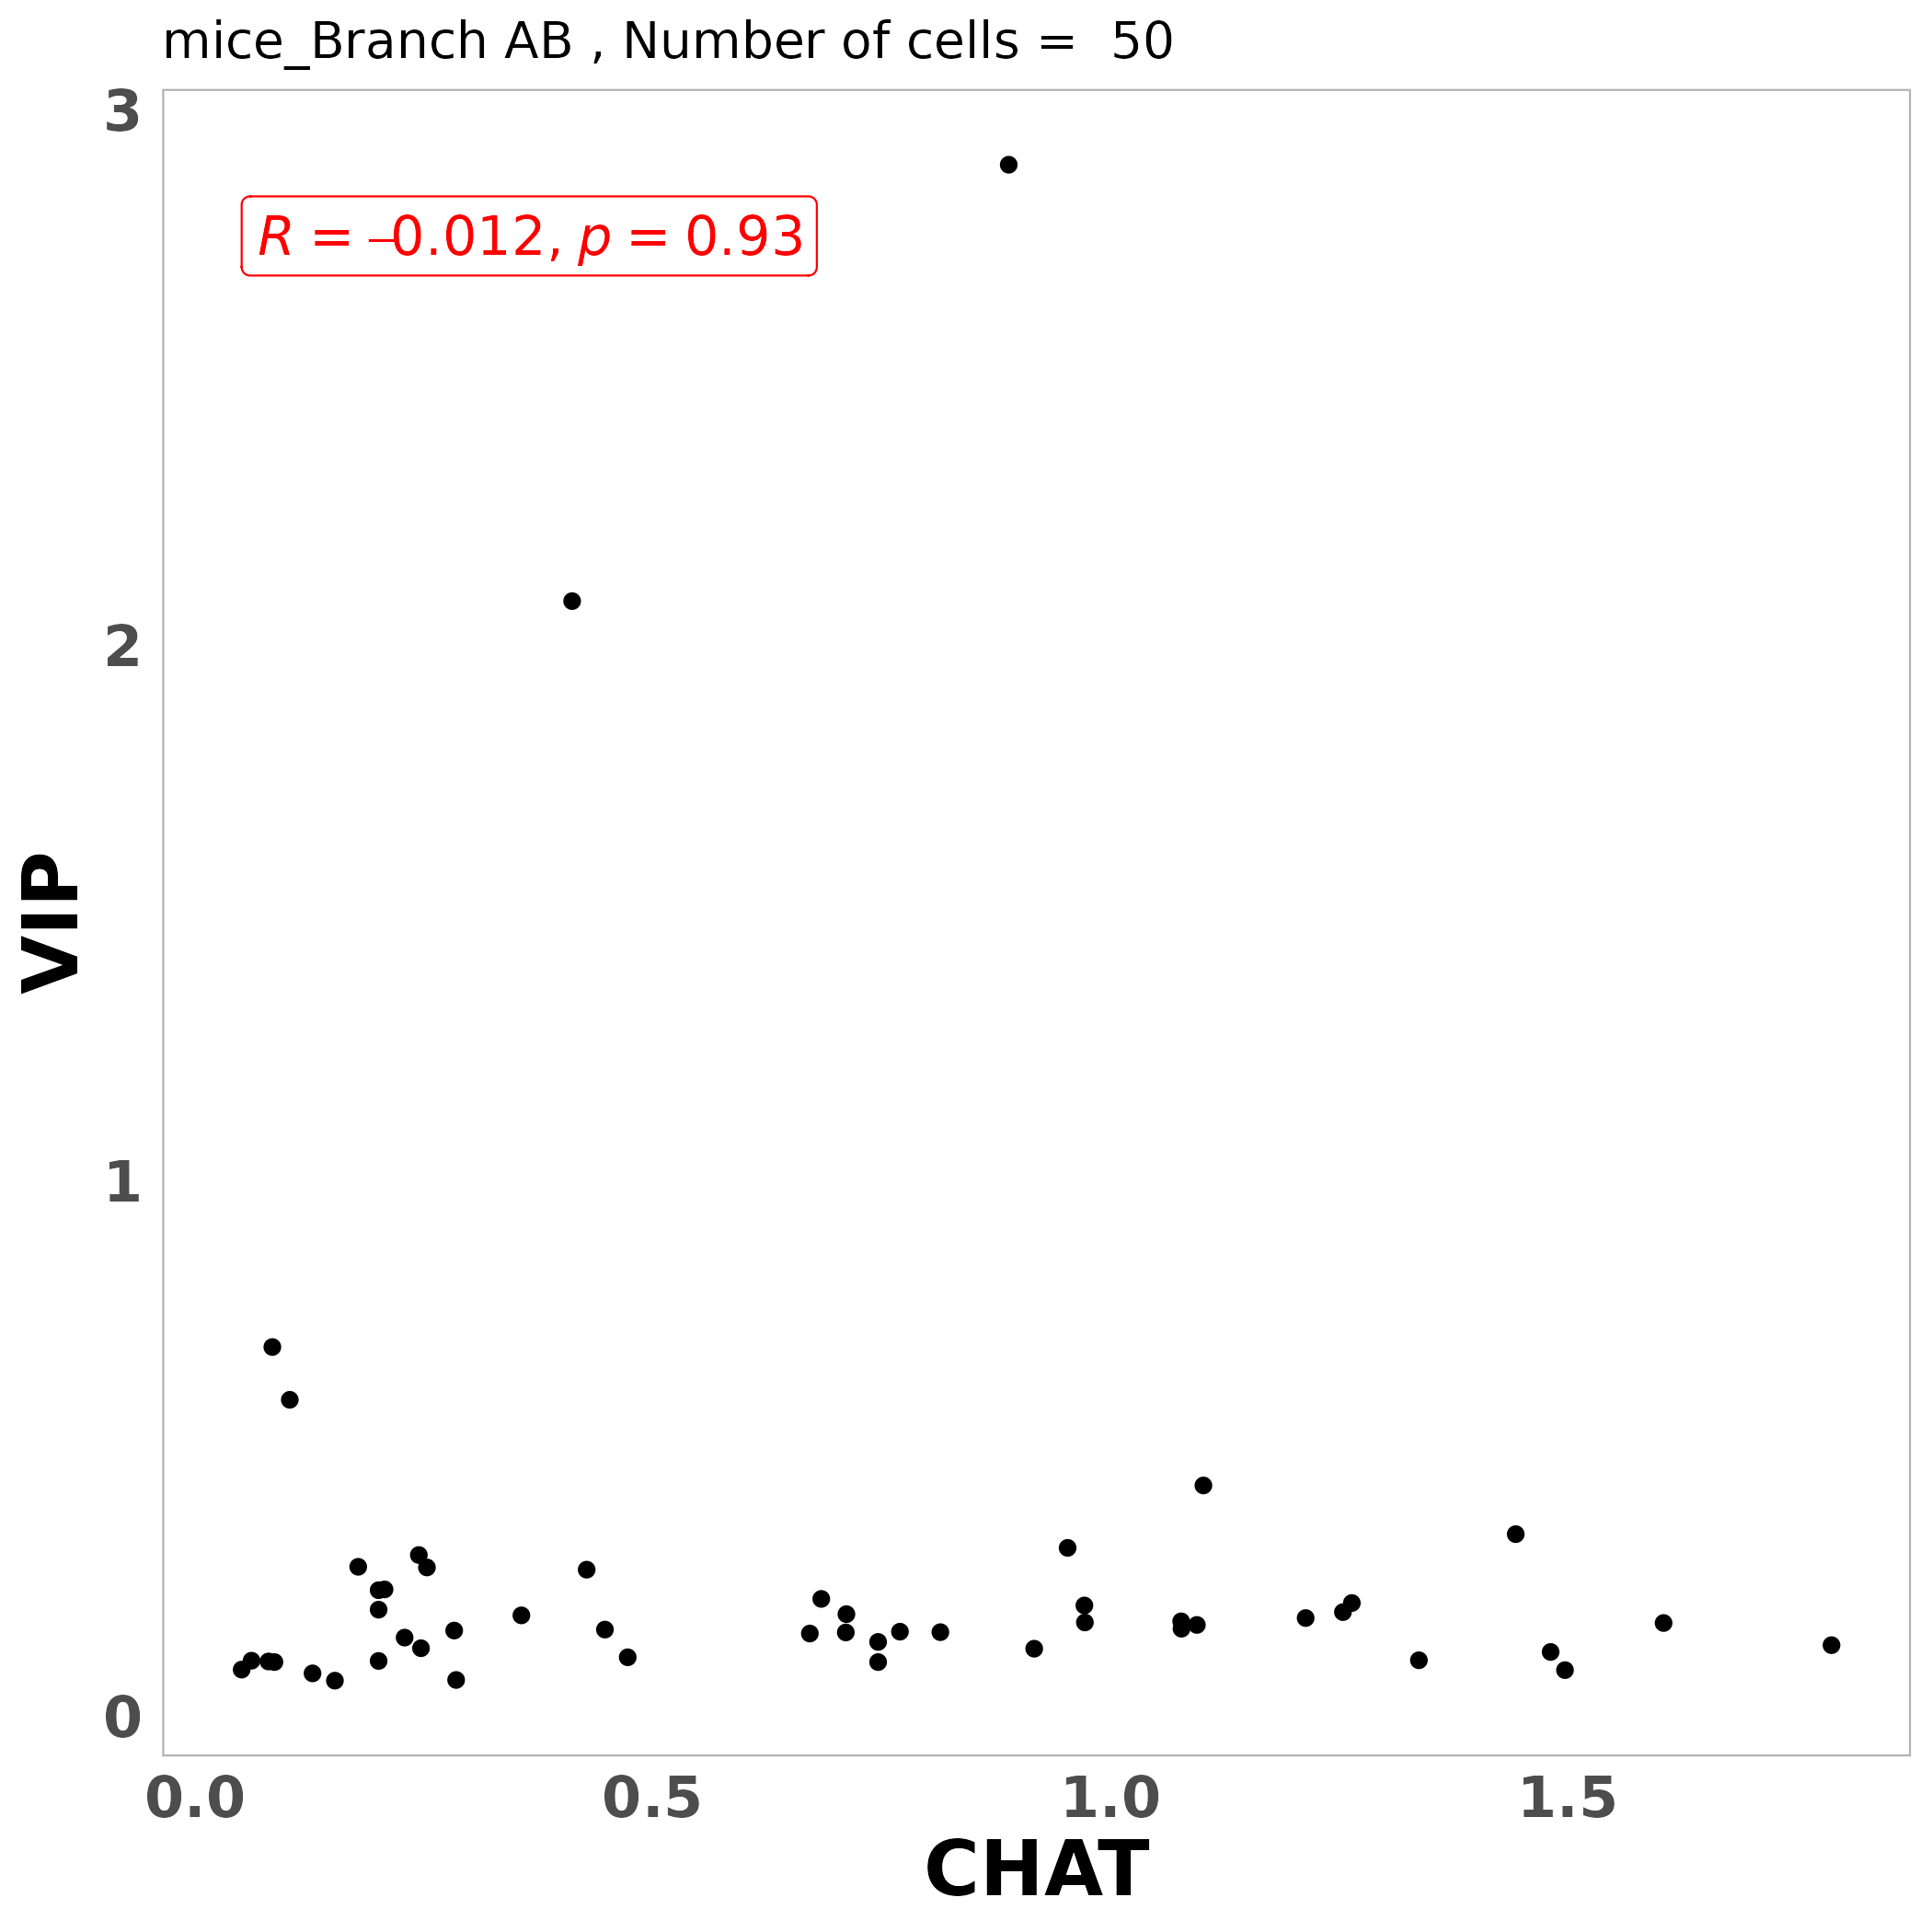 mice_Branch AB , Number of cells =  50
3
R = –0.012, p = 0.93
2
VIP
1
0
0.0 0.5 1.0 1.5
CHAT